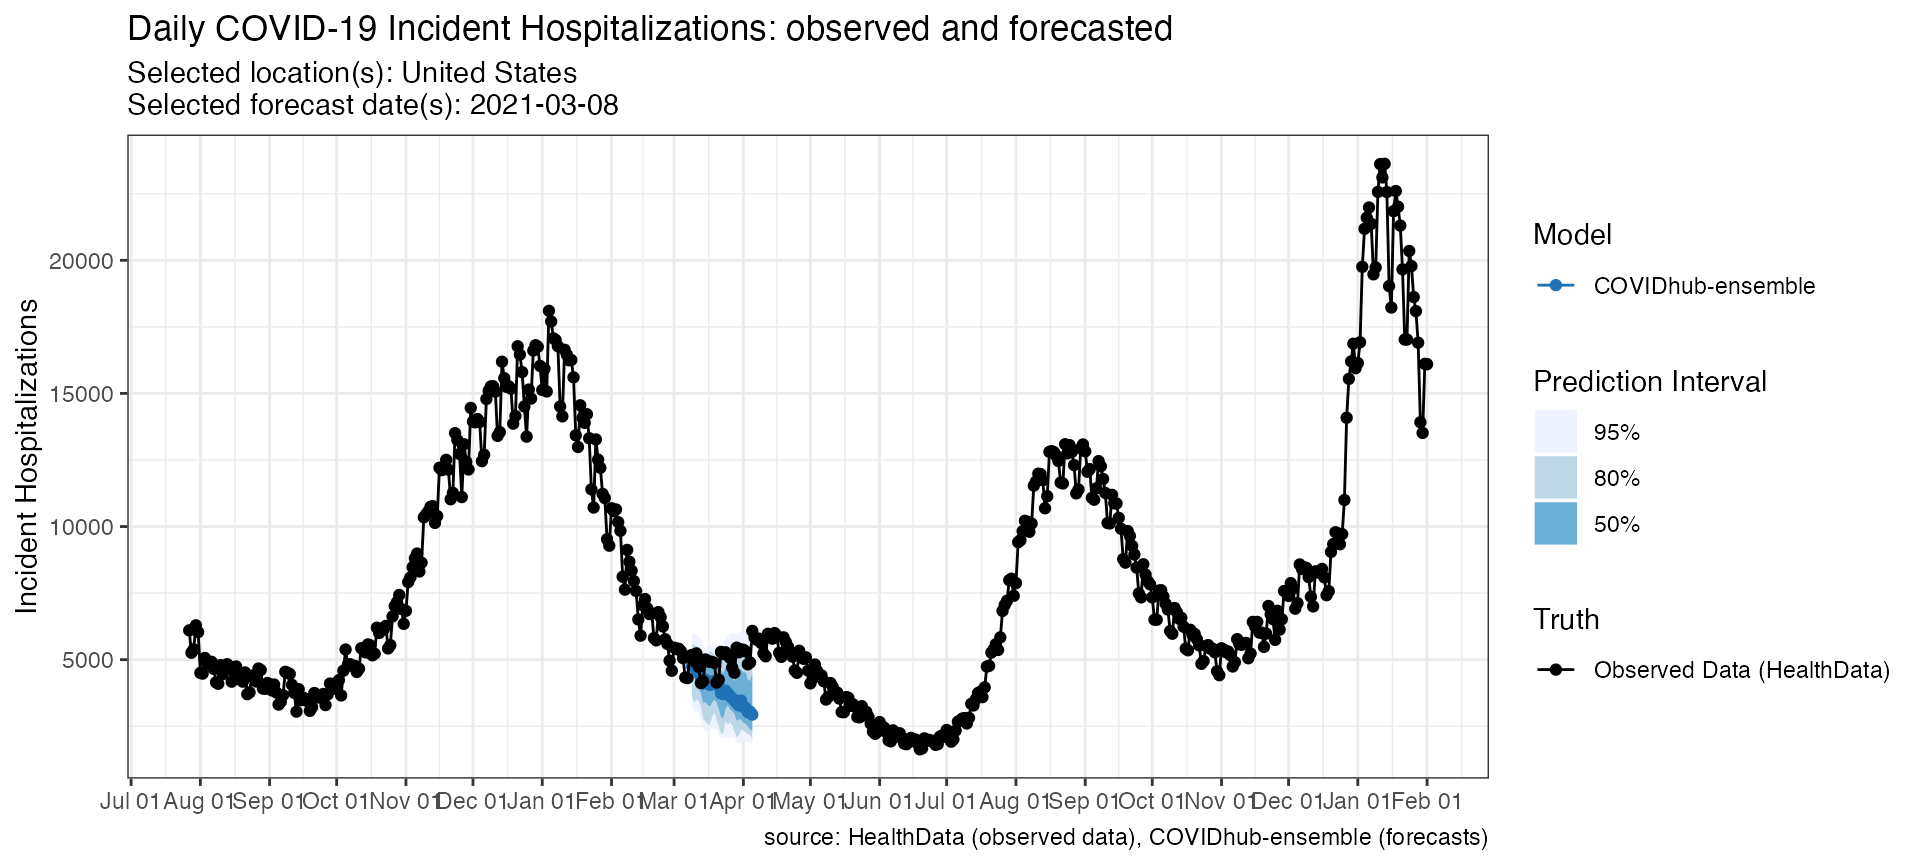 Daily COVID-19 Incident Hospitalizations: observed and forecasted
Selected location(s): United States
Selected forecast date(s): 2021-03-08
Incident Hospitalizations
20000
15000
10000
5000
Jul 01 Aug 01 Sep 01 Oct 01 Nov 01 Dec 01 Jan 01 Feb 01 Mar 01 Apr 01 May 01 Jun 01 Jul 01 Aug 01 Sep 01 Oct 01 Nov 01 Dec 01 Jan 01 Feb 01
source: HealthData (observed data), COVIDhub-ensemble (forecasts)
Model
COVIDhub-ensemble
Prediction Interval
95%
80%
50%
Truth
Observed Data (HealthData)